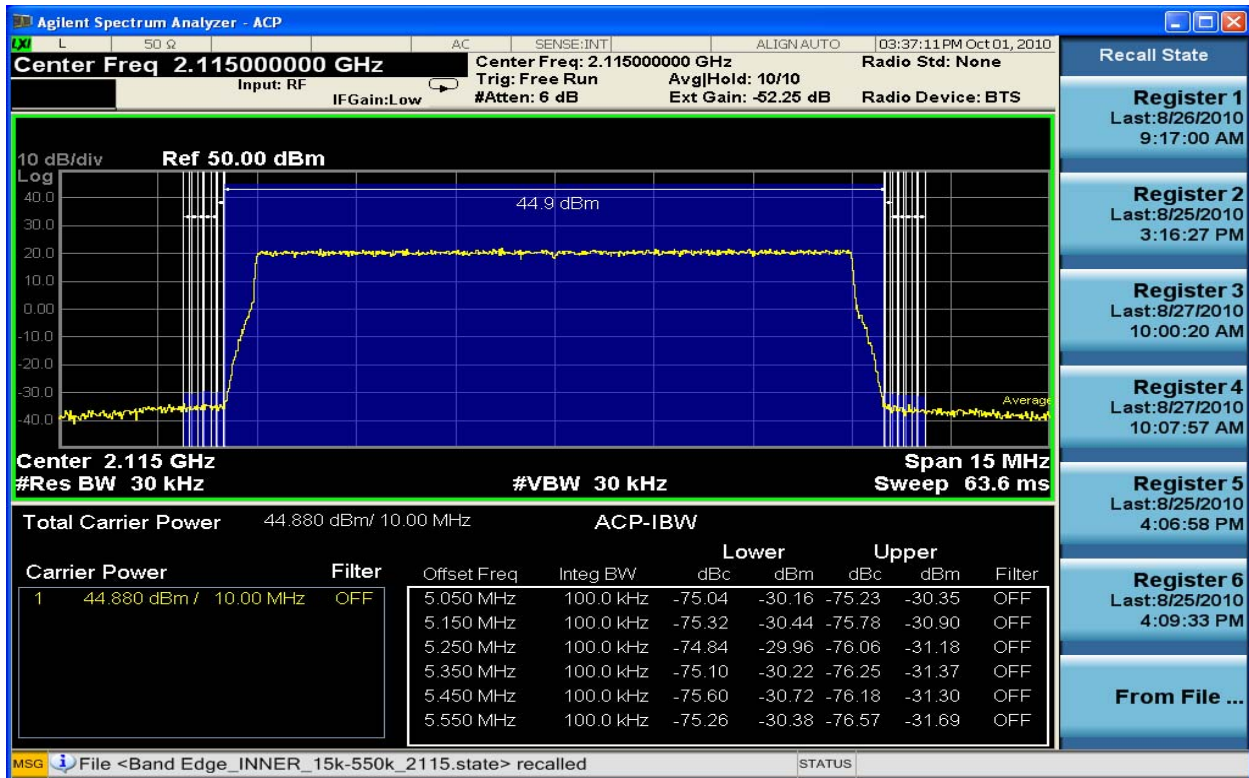 Agilent Spectrum Analyzer - ACP
LXI L 50 Ω AC SENSE:INT ALIGN AUTO 03:37:11 PM Oct 01, 2010
Center Freq 2.115000000 GHz
Input: RF
IFGain:Low
Center Freq: 2.115000000 GHz
Trig: Free Run
#Atten: 6 dB
Avg|Hold: 10/10
Ext Gain: -52.25 dB
Radio Std: None
Radio Device: BTS
10 dB/div Ref 50.00 dBm
Log
40.0
30.0
20.0
10.0
0.00
-10.0
-20.0
-30.0
-40.0
44.9 dBm
Average
Center 2.115 GHz Span 15 MHz
#Res BW 30 kHz #VBW 30 kHz Sweep 63.6 ms
Total Carrier Power 44.880 dBm/ 10.00 MHz ACP-IBW
Lower Upper
Carrier Power Filter
1 44.880 dBm / 10.00 MHz OFF
Offset Freq Integ BW dBc dBm dBc dBm Filter
5.050 MHz 100.0 kHz -75.04 -30.16 -75.23 -30.35 OFF
5.150 MHz 100.0 kHz -75.32 -30.44 -75.78 -30.90 OFF
5.250 MHz 100.0 kHz -74.84 -29.96 -76.06 -31.18 OFF
5.350 MHz 100.0 kHz -75.10 -30.22 -76.25 -31.37 OFF
5.450 MHz 100.0 kHz -75.60 -30.72 -76.18 -31.30 OFF
5.550 MHz 100.0 kHz -75.26 -30.38 -76.57 -31.69 OFF
MSG File <Band Edge_INNER_15k-550k_2115.state> recalled STATUS
Recall State
Register 1
Last:8/26/2010
9:17:00 AM
Register 2
Last:8/25/2010
3:16:27 PM
Register 3
Last:8/27/2010
10:00:20 AM
Register 4
Last:8/27/2010
10:07:57 AM
Register 5
Last:8/25/2010
4:06:58 PM
Register 6
Last:8/25/2010
4:09:33 PM
From File ...